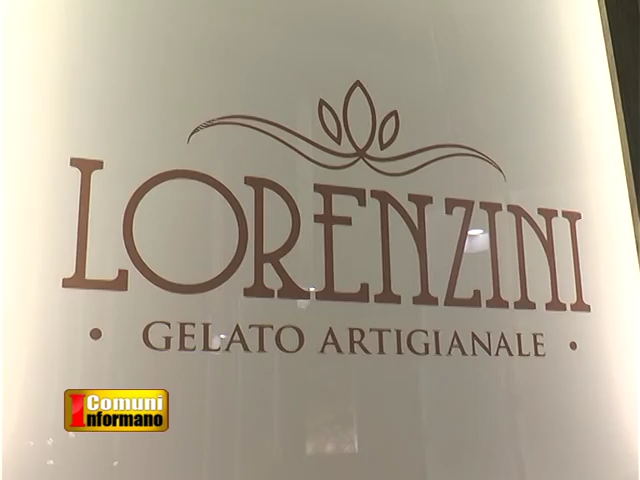 LORENZINI
• GELATO ARTIGIANALE •
I Comuni
Informano